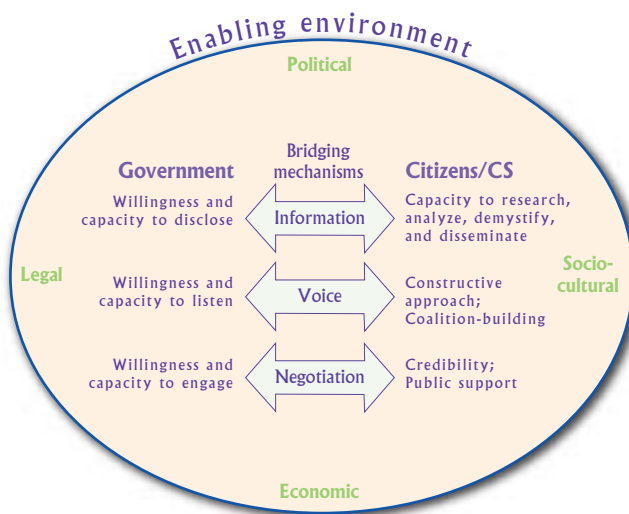 Enabling environment
Political
Government
Bridging
mechanisms
Citizens/CS
Willingness and
capacity to disclose
Information
Capacity to research,
analyze, demystify,
and disseminate
Legal
Socio-
cultural
Willingness and
capacity to listen
Voice
Constructive
approach;
Coalition-building
Willingness and
capacity to engage
Negotiation
Credibility;
Public support
Economic